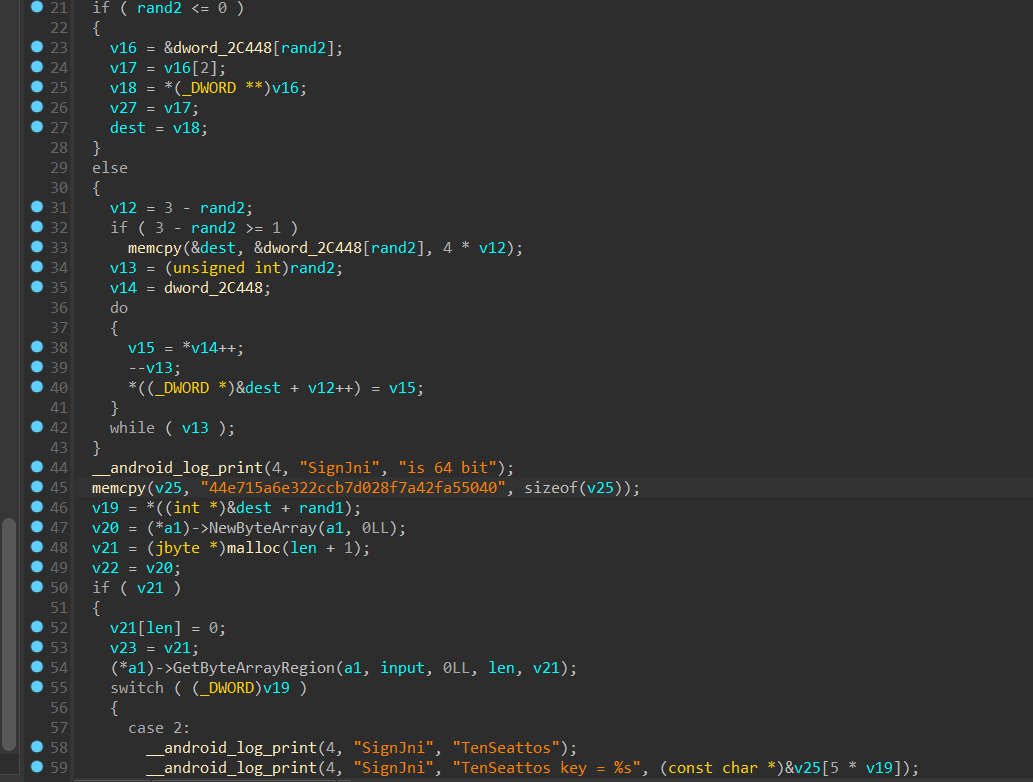 21 if ( rand2 <= 0 )
22 {
23 v16 = &dword_2C448[rand2];
24 v17 = v16[2];
25 v18 = *(_DWORD **)v16;
26 v27 = v17;
27 dest = v18;
28 }
29 else
30 {
31 v12 = 3 - rand2;
32 if ( 3 - rand2 >= 1 )
33 memcpy(&dest, &dword_2C448[rand2], 4 * v12);
34 v13 = (unsigned int)rand2;
35 v14 = dword_2C448;
36 do
37 {
38 v15 = *v14++;
39 --v13;
40 *((_DWORD *)&dest + v12++) = v15;
41 }
42 while ( v13 );
43 }
44 __android_log_print(4, "SignJni", "is 64 bit");
45 memcpy(v25, "44e715a6e322ccb7d028f7a42fa55040", sizeof(v25));
46 v19 = *((int *)&dest + rand1);
47 v20 = (*a1)->NewByteArray(a1, 0LL);
48 v21 = (jbyte *)malloc(len + 1);
49 v22 = v20;
50 if ( v21 )
51 {
52 v21[len] = 0;
53 v23 = v21;
54 (*a1)->GetByteArrayRegion(a1, input, 0LL, len, v21);
55 switch ( (_DWORD)v19 )
56 {
57 case 2:
58 __android_log_print(4, "SignJni", "TenSeattos");
59 __android_log_print(4, "SignJni", "TenSeattos key = %s", (const char *)&v25[5 * v19]);